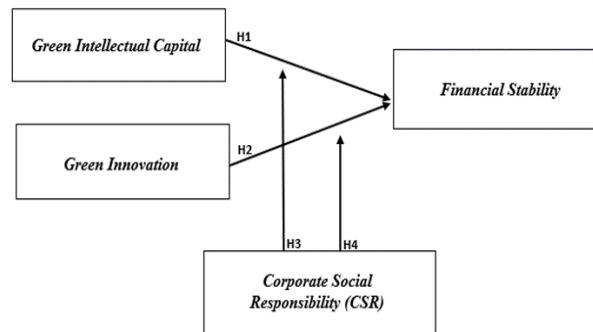 Green Intellectual Capital
H1
Financial Stability
Green Innovation
H2
H3
H4
Corporate Social
Responsibility (CSR)